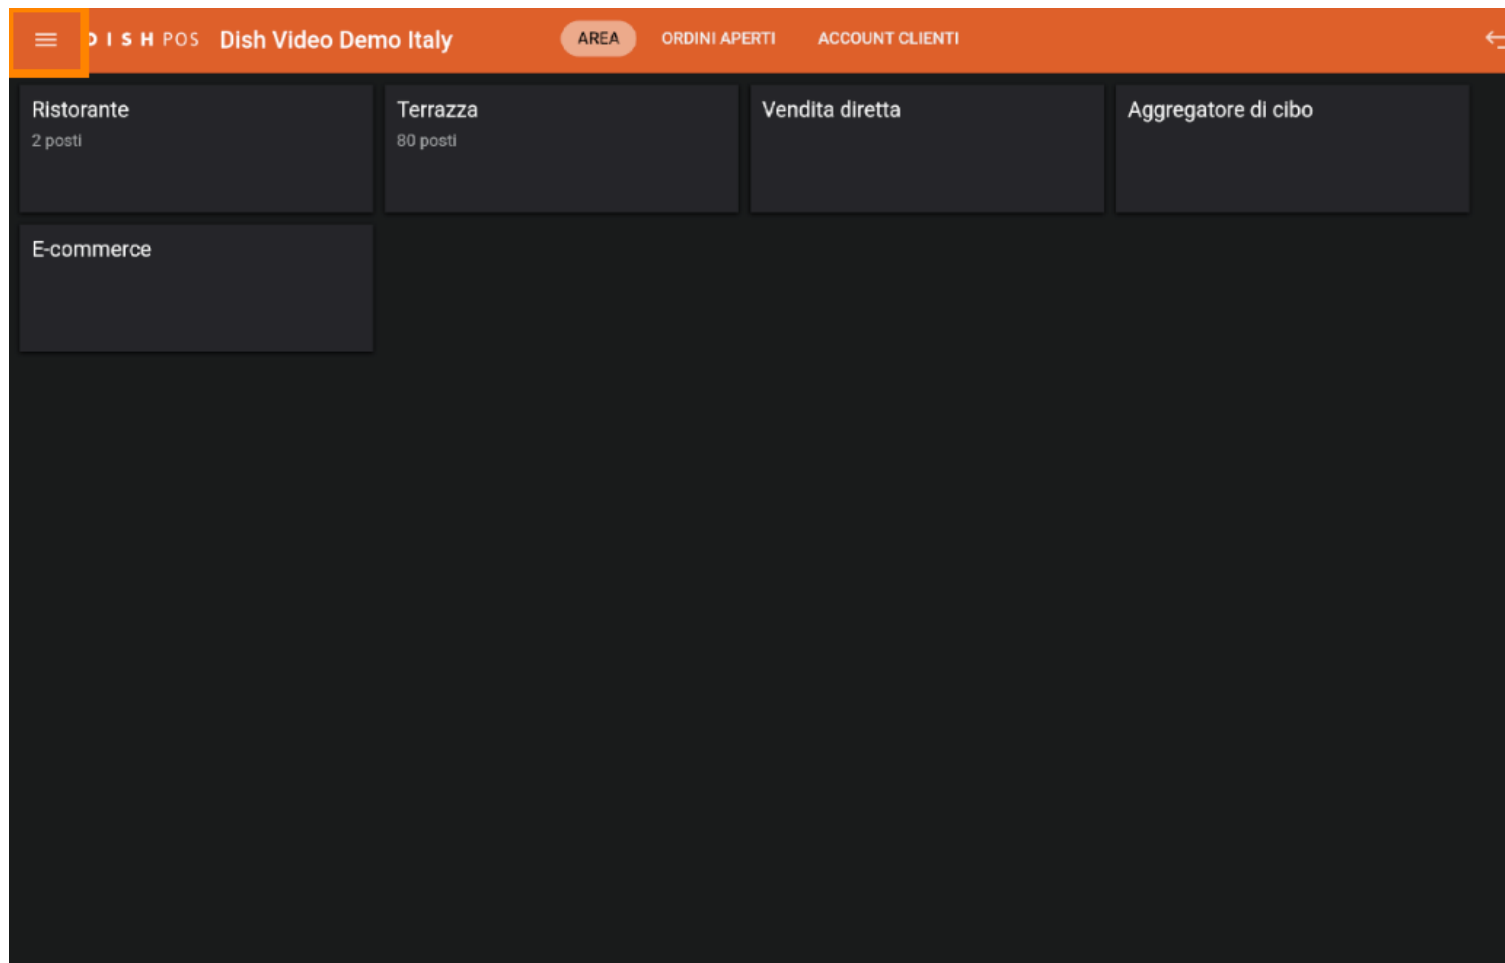 DISH POS Dish Video Demo Italy AREA ORDINI APERTI ACCOUNT CLIENTI
Ristorante
2 posti
Terrazza
80 posti
Vendita diretta
Aggregatore di cibo
E-commerce